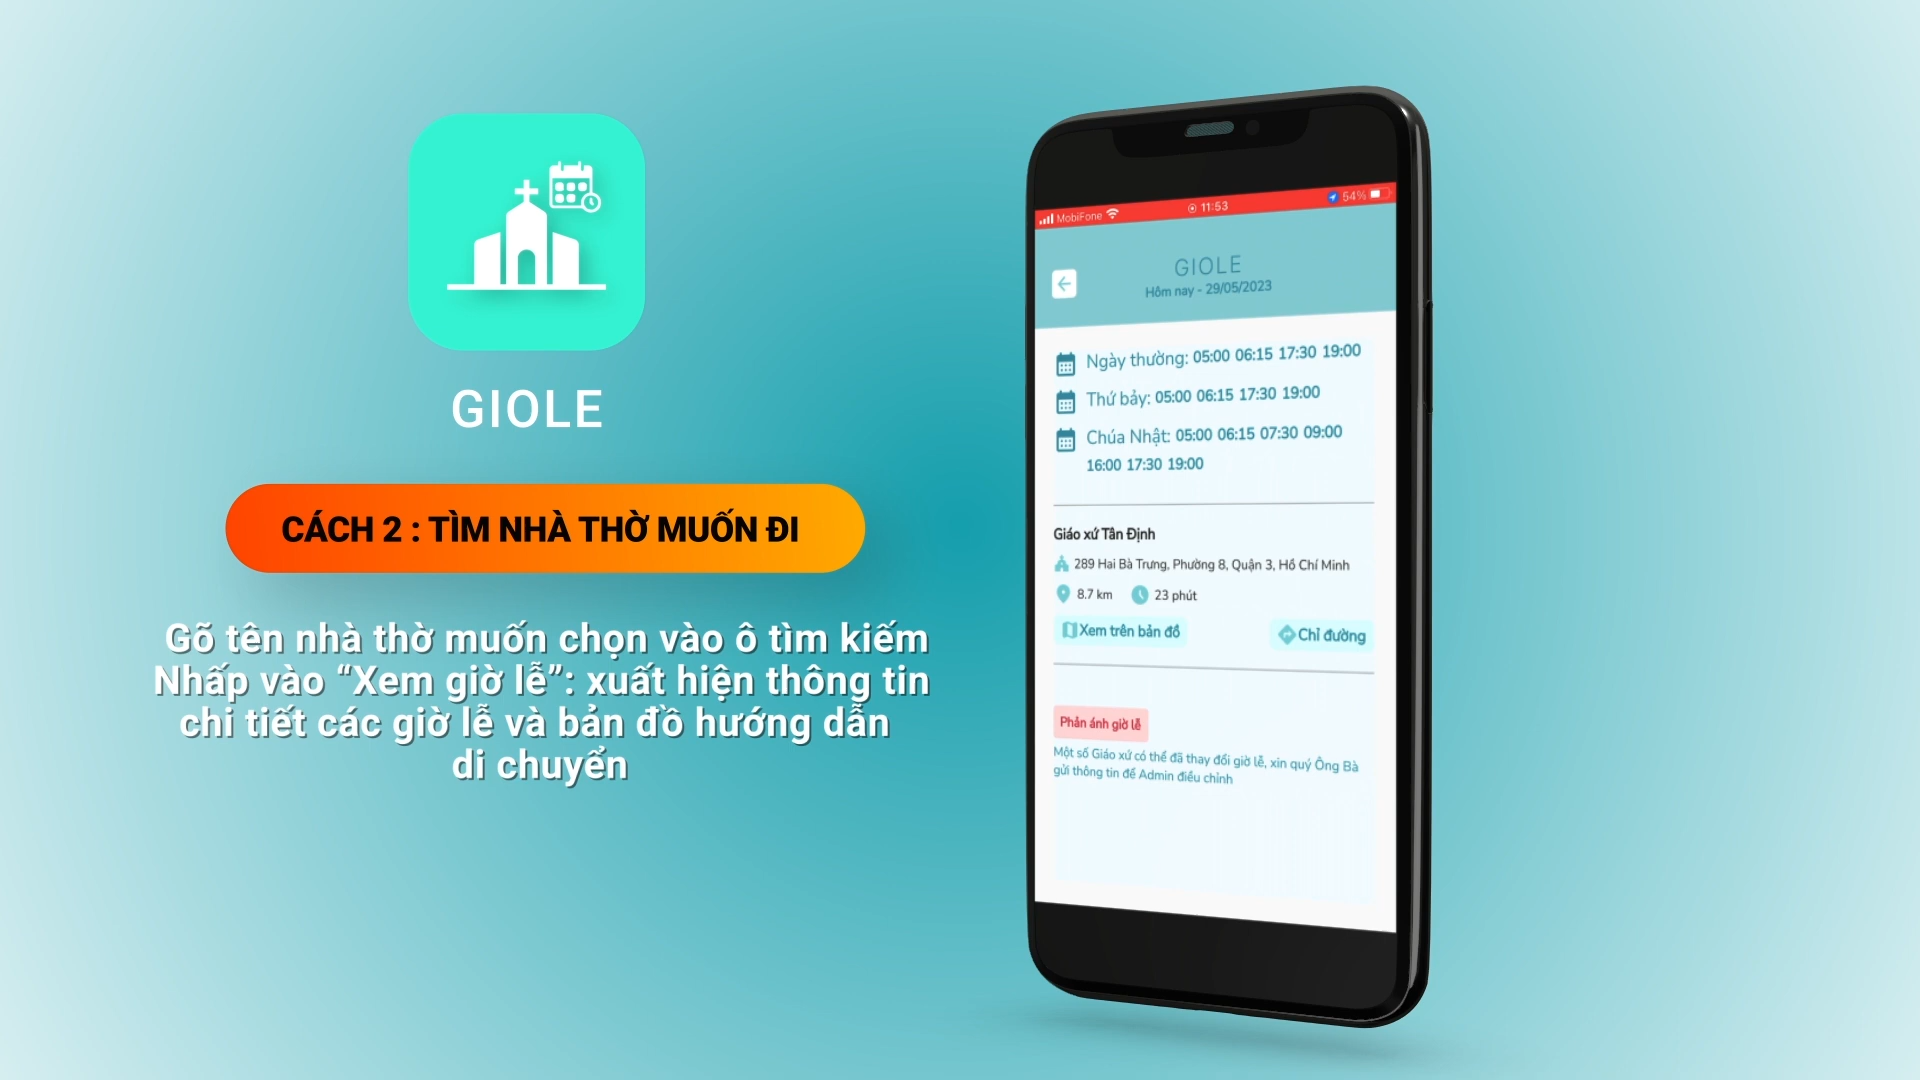 GIOLE
CÁCH 2 : TÌM NHÀ THỜ MUỐN ĐI
Gõ tên nhà thờ muốn chọn vào ô tìm kiếm
Nhấp vào “Xem giờ lễ”: xuất hiện thông tin
chi tiết các giờ lễ và bản đồ hướng dẫn
di chuyển
MobiFone 11:53 54%
GIOLE
Hôm nay - 29/05/2023
Ngày thường: 05:00 06:15 17:30 19:00
Thứ bảy: 05:00 06:15 17:30 19:00
Chúa Nhật: 05:00 06:15 07:30 09:00
16:00 17:30 19:00
Giáo xứ Tân Định
289 Hai Bà Trưng, Phường 8, Quận 3, Hồ Chí Minh
8.7 km 23 phút
Xem trên bản đồ Chỉ đường
Phản ánh giờ lễ
Một số Giáo xứ có thể đã thay đổi giờ lễ, xin quý Ông Bà
gửi thông tin để Admin điều chỉnh